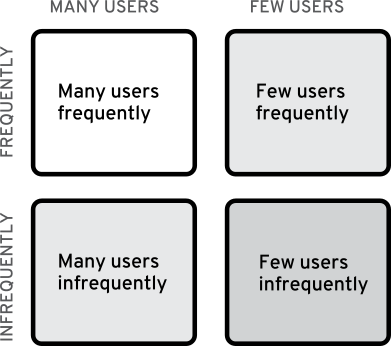 MANY USERS
FEW USERS
FREQUENTLY
Many users
frequently
Few users
frequently
INFREQUENTLY
Many users
infrequently
Few users
infrequently